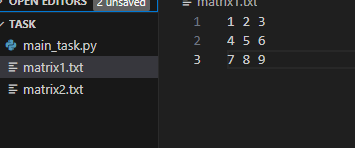 OPEN EDITORS 2 unsaved
TASK
main_task.py
matrix1.txt
matrix2.txt
matrix1.txt
1 1 2 3
2 4 5 6
3 7 8 9